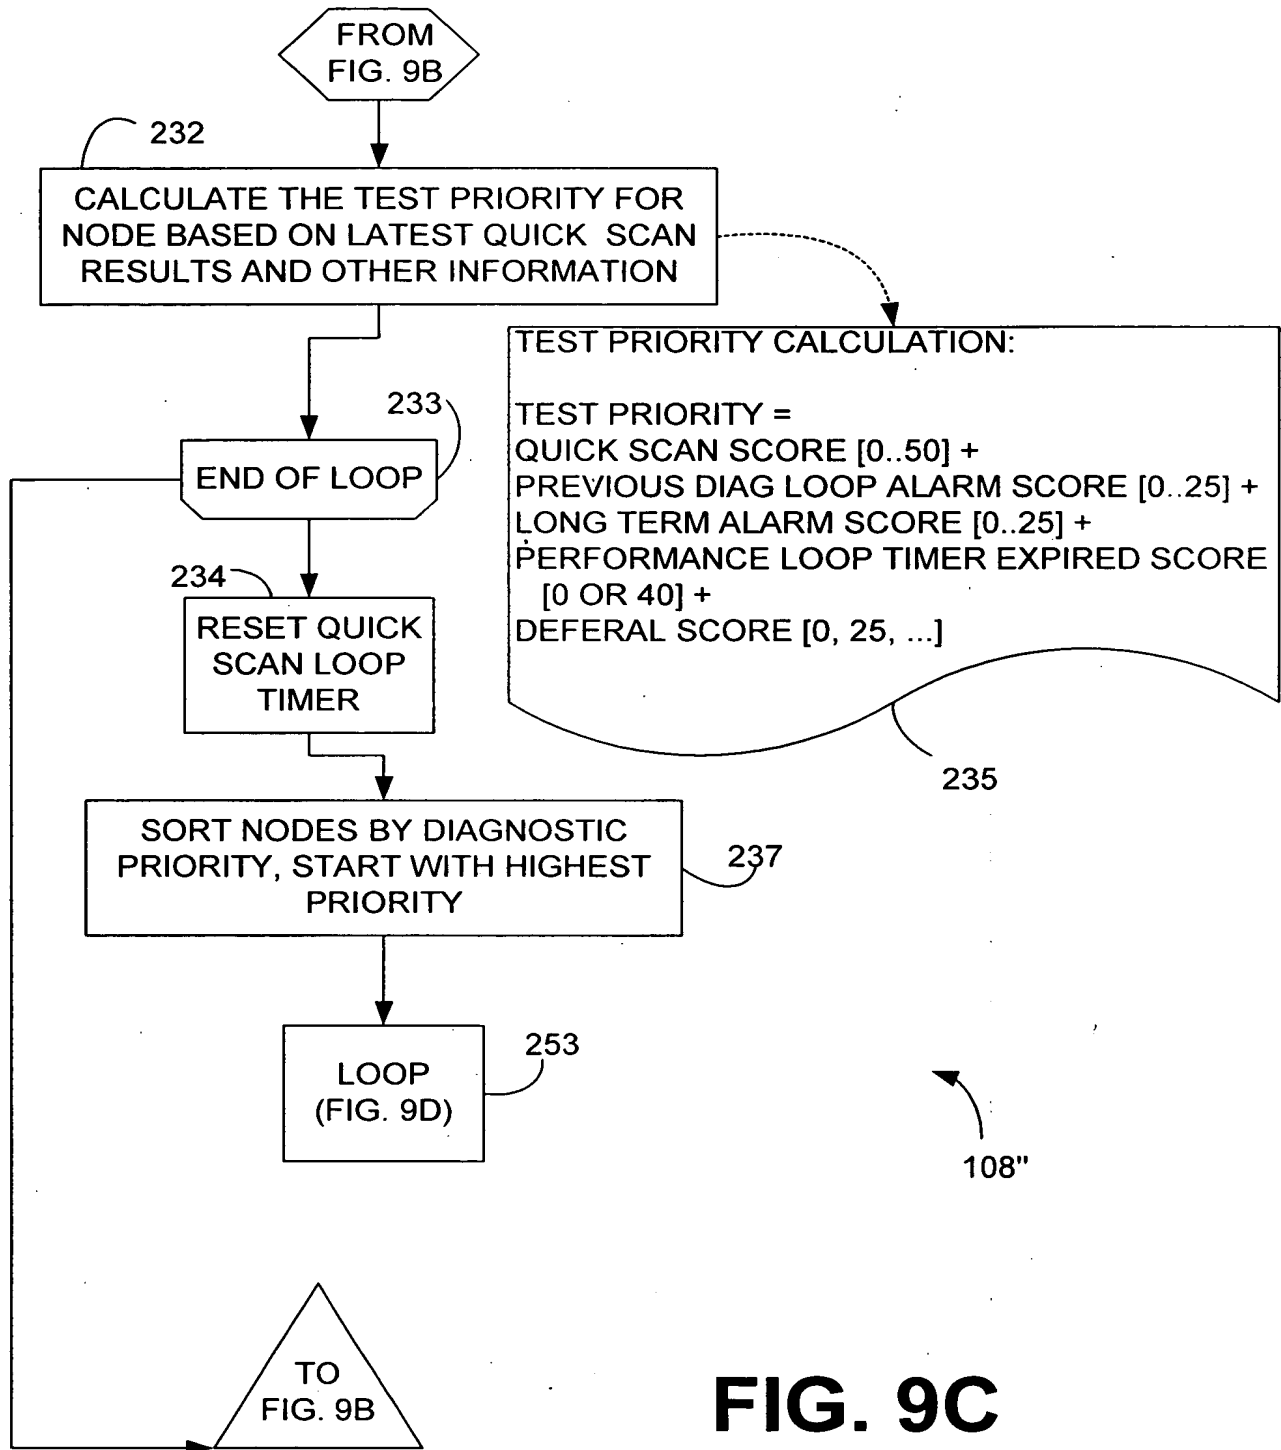 FROM
FIG. 9B
232
CALCULATE THE TEST PRIORITY FOR
NODE BASED ON LATEST QUICK SCAN
RESULTS AND OTHER INFORMATION
TEST PRIORITY CALCULATION:
TEST PRIORITY =
QUICK SCAN SCORE [0..50] +
PREVIOUS DIAG LOOP ALARM SCORE [0..25] +
LONG TERM ALARM SCORE [0..25] +
PERFORMANCE LOOP TIMER EXPIRED SCORE
[0 OR 40] +
DEFERAL SCORE [0, 25, ...]
235
233
END OF LOOP
234
RESET QUICK
SCAN LOOP
TIMER
SORT NODES BY DIAGNOSTIC
PRIORITY, START WITH HIGHEST
PRIORITY
237
253
LOOP
(FIG. 9D)
108"
TO
FIG. 9B
FIG. 9C